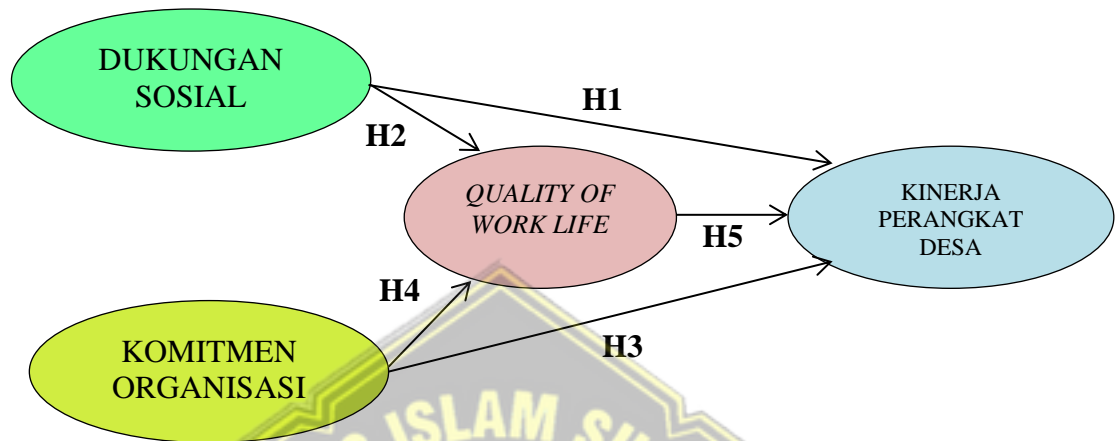 DUKUNGAN
SOSIAL
H1
H2
QUALITY OF
WORK LIFE
KINERJA
PERANGKAT
DESA
H5
H4
KOMITMEN
ORGANISASI
H3
ISLAM